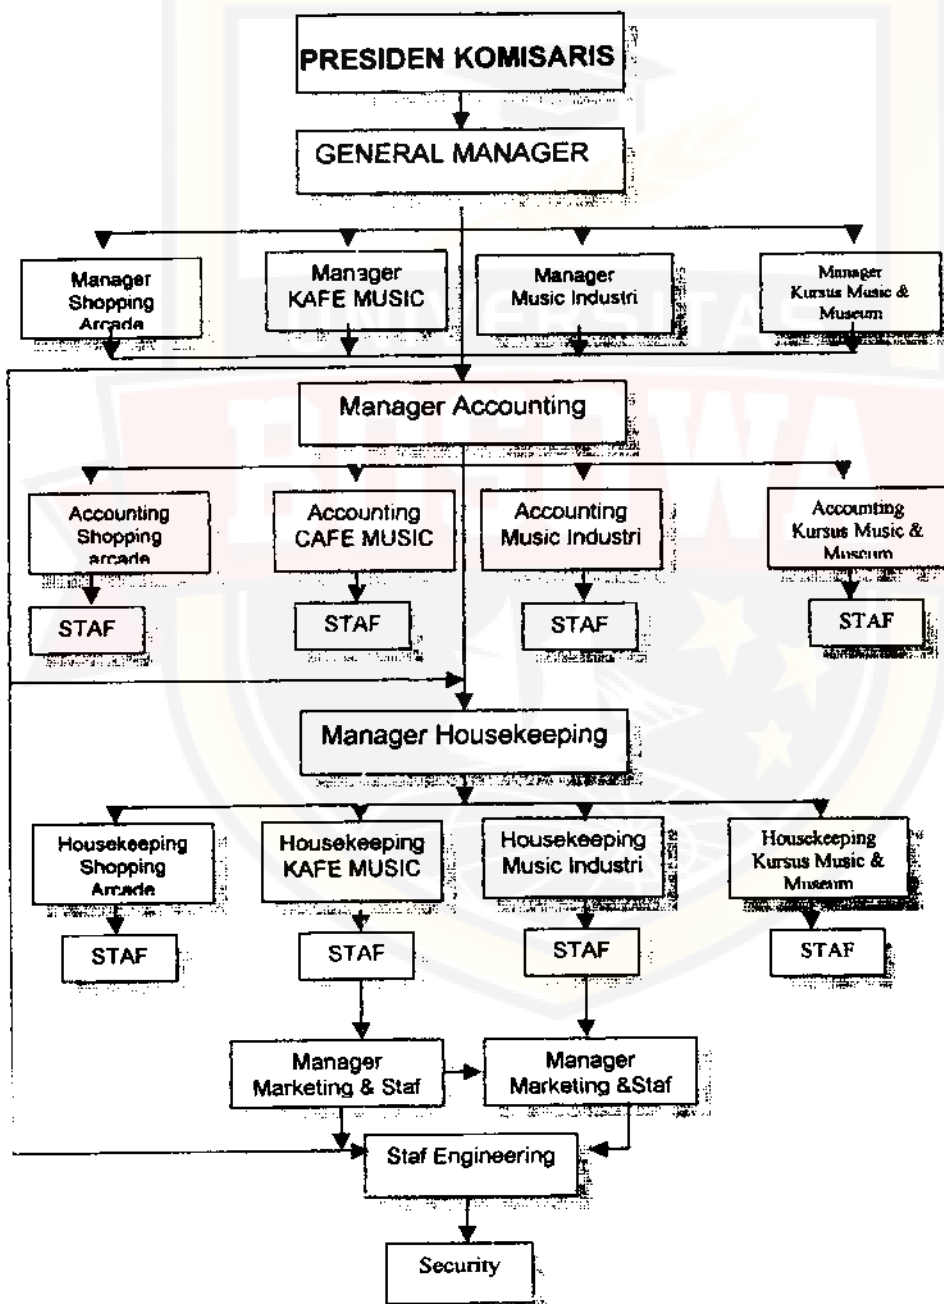 PRESIDEN KOMISARIS
GENERAL MANAGER
Manager
Shopping
Arcade
Manager
KAFE MUSIC
Manager
Music Industri
Manager
Kursus Music &
Museum
UNIVERSITAS
BOSOWA
Manager Accounting
Accounting
Shopping
arcade
Accounting
CAFE MUSIC
Accounting
Music Industri
Accounting
Kursus Music &
Museum
STAF
STAF
STAF
STAF
Manager Housekeeping
Housekeeping
Shopping
Arcade
Housekeeping
KAFE MUSIC
Housekeeping
Music Industri
Housekeeping
Kursus Music &
Museum
STAF
STAF
STAF
STAF
Manager
Marketing & Staf
Manager
Marketing &Staf
Staf Engineering
Security